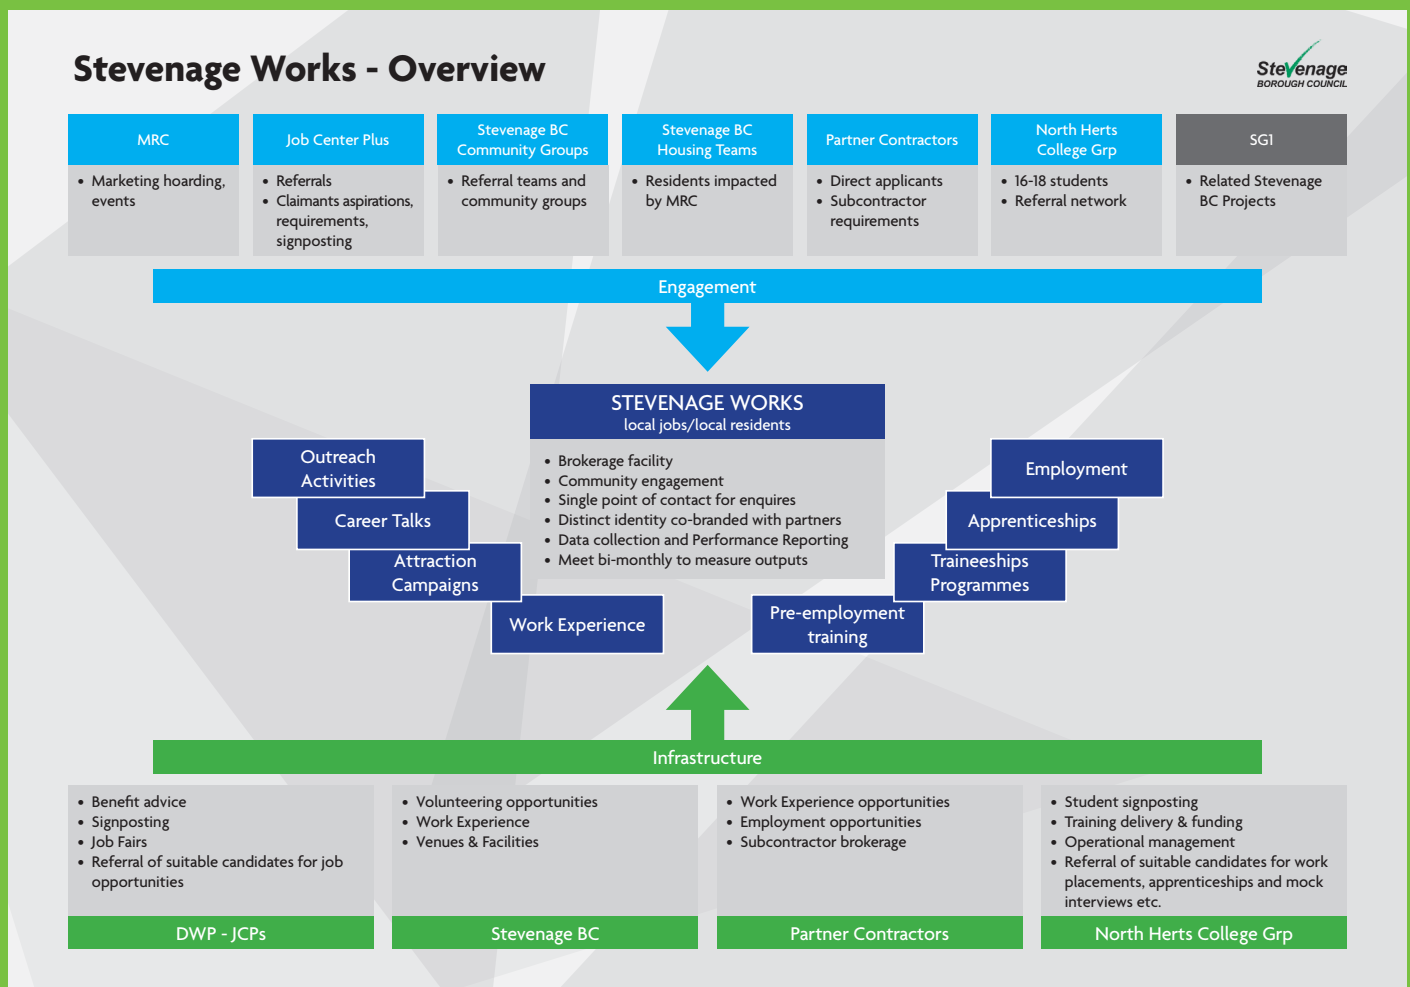 Stevenage Works - Overview
Stevenage
BOROUGH COUNCIL
MRC
• Marketing hoarding,
events
Job Center Plus
• Referrals
• Claimants aspirations,
requirements,
signposting
Stevenage BC
Community Groups
• Referral teams and
community groups
Stevenage BC
Housing Teams
• Residents impacted
by MRC
Partner Contractors
• Direct applicants
• Subcontractor
requirements
North Herts
College Grp
• 16-18 students
• Referral network
SG1
• Related Stevenage
BC Projects
Engagement
STEVENAGE WORKS
local jobs/local residents
• Brokerage facility
• Community engagement
• Single point of contact for enquires
• Distinct identity co-branded with partners
• Data collection and Performance Reporting
• Meet bi-monthly to measure outputs
Outreach
Activities
Career Talks
Attraction
Campaigns
Work Experience
Employment
Apprenticeships
Traineeships
Programmes
Pre-employment
training
Infrastructure
• Benefit advice
• Signposting
• Job Fairs
• Referral of suitable candidates for job
opportunities
DWP - JCPs
• Volunteering opportunities
• Work Experience
• Venues & Facilities
Stevenage BC
• Work Experience opportunities
• Employment opportunities
• Subcontractor brokerage
Partner Contractors
• Student signposting
• Training delivery & funding
• Operational management
• Referral of suitable candidates for work
placements, apprenticeships and mock
interviews etc.
North Herts College Grp